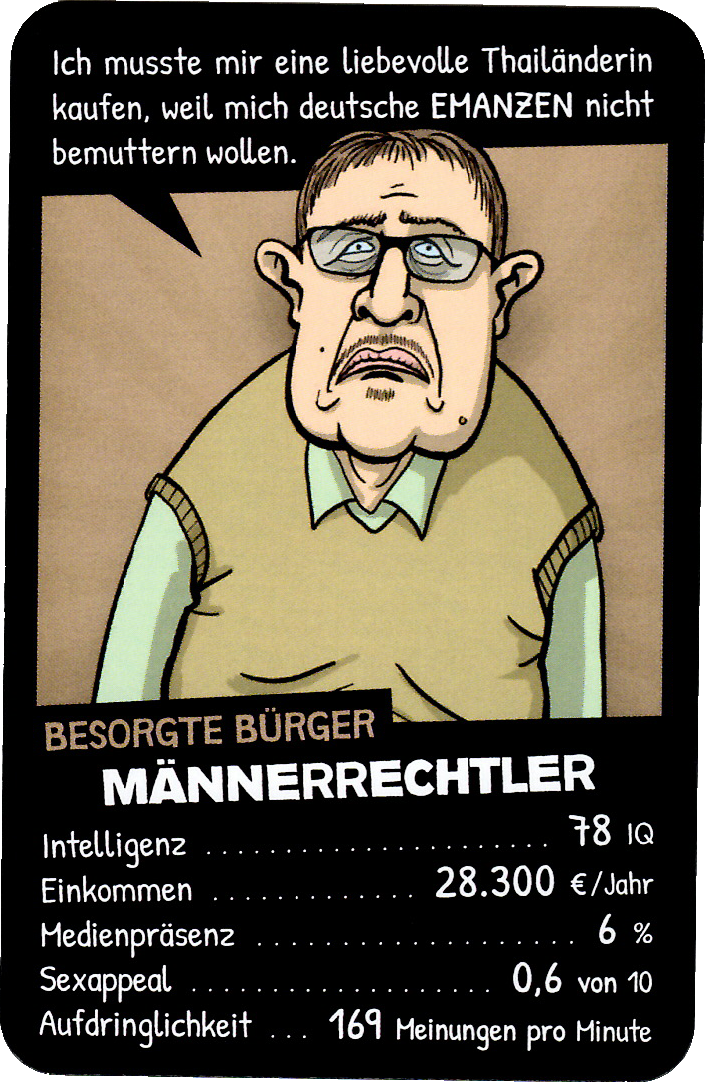 Ich musste mir eine liebevolle Thailänderin
kaufen, weil mich deutsche EMANZEN nicht
bemuttern wollen.
BESORGTE BÜRGER
MÄNNERRECHTLER
Intelligenz ........................ 78 IQ
Einkommen .............. 28.300 €/Jahr
Medienpräsenz .................... 6 %
Sexappeal .................... 0,6 von 10
Aufdringlichkeit ... 169 Meinungen pro Minute